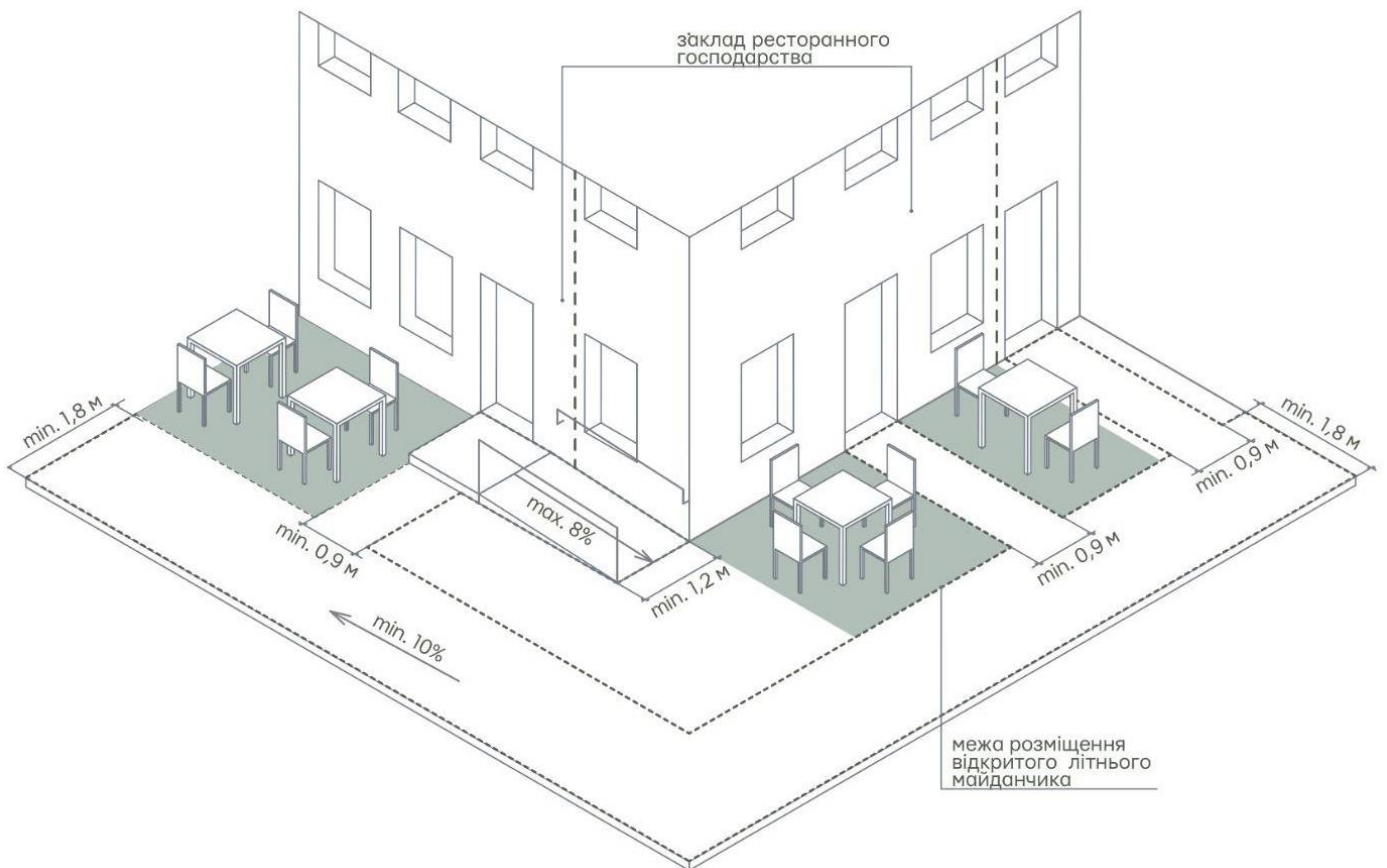 заклад ресторанного
господарства
min. 1,8 м
min. 1,8 м
min. 0,9 м
max. 8%
min. 0,9 м
min. 0,9 м
min. 1,2 м
min. 10%
межа розміщення
відкритого літнього
майданчика